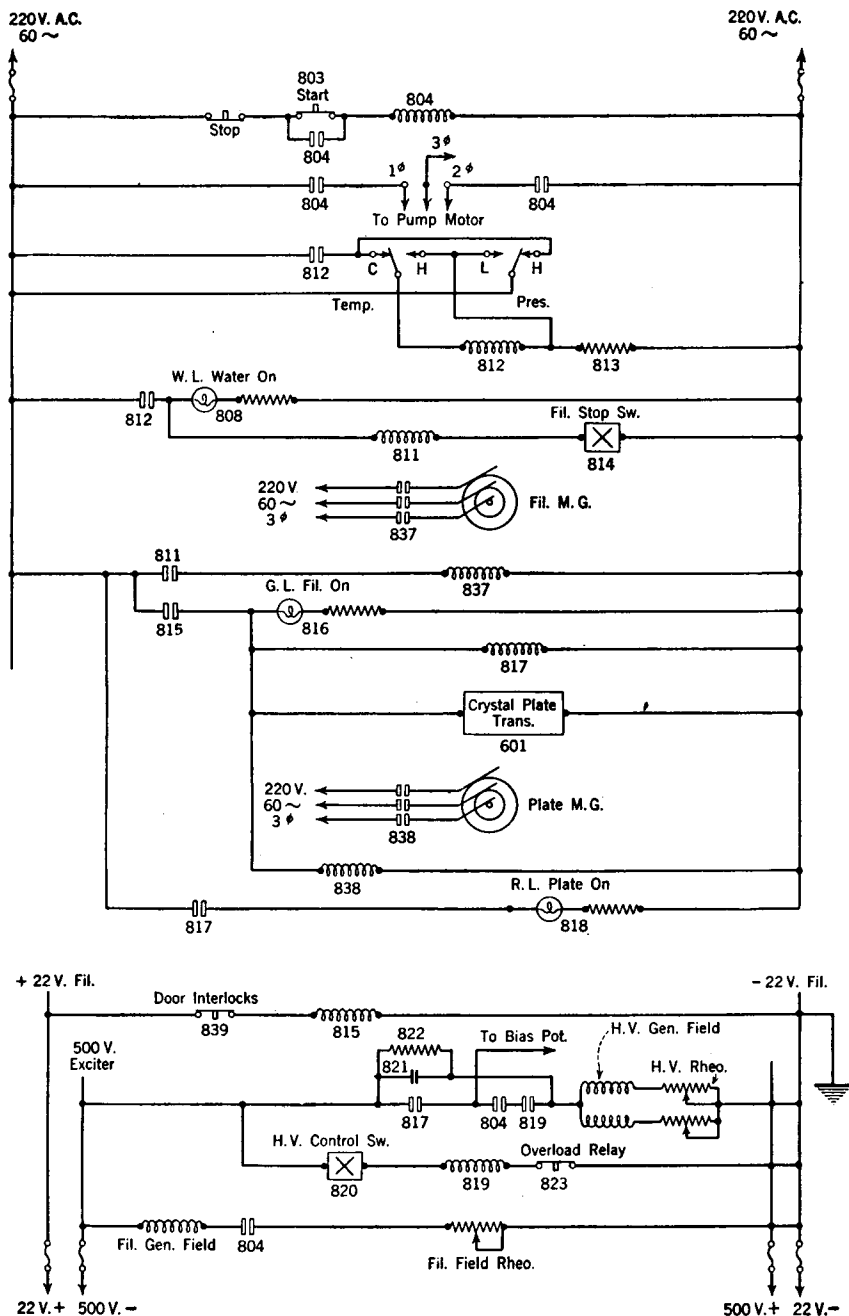 220 V. A.C.
60 ~
220 V. A.C.
60 ~
803
Start
804
Stop
804
3ϕ
1ϕ
2ϕ
804
804
To Pump Motor
812
C
H
L
H
Temp.
Pres.
812
813
W. L. Water On
812
808
Fil. Stop Sw.
811
814
220 V.
60 ~
3 ϕ
Fil. M. G.
837
811
837
G. L. Fil. On
815
816
817
Crystal Plate
Trans.
601
220 V.
60 ~
3 ϕ
Plate M.G.
838
838
R. L. Plate On
817
818
+ 22 V. Fil.
- 22 V. Fil.
Door Interlocks
839
815
822
821
To Bias Pot.
H.V. Gen. Field
500 V.
Exciter
H.V. Rheo.
817
804
819
H.V. Control Sw.
Overload Relay
820
819
823
Fil. Gen. Field
804
Fil. Field Rheo.
22 V. +
500 V. -
500 V. +
22 V. -